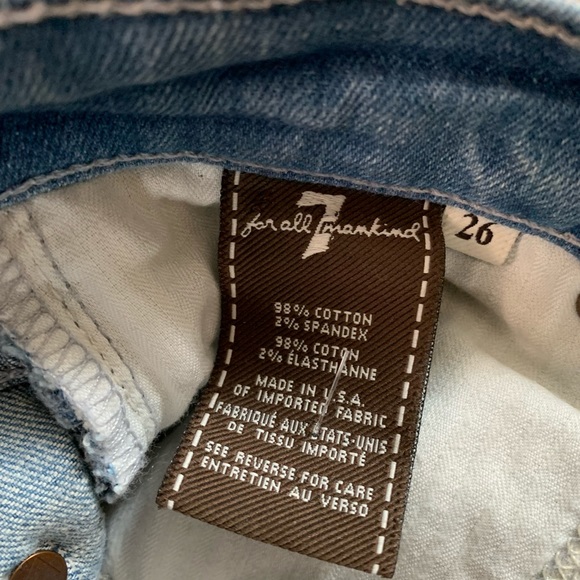 for all 7 mankind
26
98% COTTON
2% SPANDEX
98% COTON
2% ÉLASTHANNE
MADE IN U.S.A.
OF IMPORTED FABRIC
FABRIQUÉ AUX ÉTATS-UNIS
DE TISSU IMPORTÉ
SEE REVERSE FOR CARE
ENTRETIEN AU VERSO